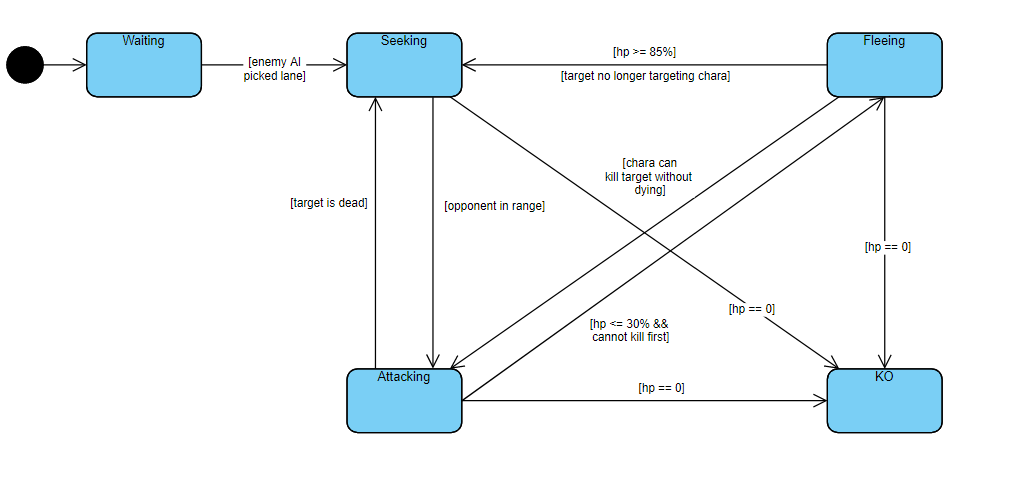 Waiting
Seeking
Fleeing
[enemy AI
picked lane]
[hp >= 85%]
[target no longer targeting chara]
[chara can
kill target without
dying]
[target is dead]
[opponent in range]
[hp == 0]
[hp == 0]
[hp <= 30% &&
cannot kill first]
Attacking
[hp == 0]
KO